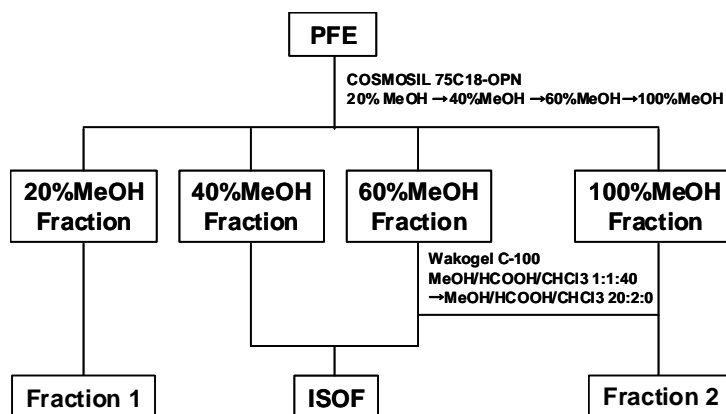 PFE
COSMOSIL 75C18-OPN
20% MeOH →40%MeOH →60%MeOH→100%MeOH
20%MeOH
Fraction
40%MeOH
Fraction
60%MeOH
Fraction
100%MeOH
Fraction
Wakogel C-100
MeOH/HCOOH/CHCl3 1:1:40
→MeOH/HCOOH/CHCl3 20:2:0
Fraction 1
ISOF
Fraction 2